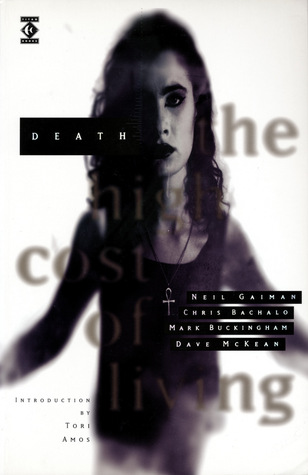 DEATH
the
high
cost
of
living
NEIL GAIMAN
CHRIS BACHALO
MARK BUCKINGHAM
DAVE MCKEAN
INTRODUCTION
BY
TORI
AMOS